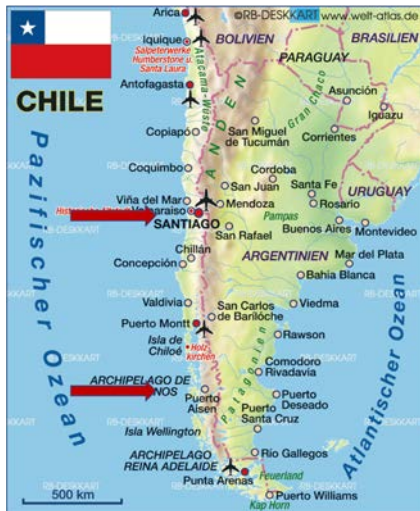 ©RB-DESKKART www.welt-atlas.de
Arica
Iquique
BOLIVIEN
BRASILIEN
Salpeterwerke
Humberstone u.
Santa Laura
Atacama-Wüste
PARAGUAY
CHILE
Antofagasta
Gran Chaco
Asunción
Iguazu
ANDEN
Copiapó
San Miguel
de Tucumán
Corrientes
Coquimbo
Cordoba
Santa Fe
San Juan
URUGUAY
Viña del Mar
Mendoza
Rosario
Valparaiso
SANTIAGO
Pampas
San Rafael
Buenos Aires
Montevideo
Chillán
ARGENTINIEN
Mar del Plata
Concepción
Bahia Blanca
Valdivia
San Carlos
de Bariloche
Viedma
Puerto Montt
Rawson
Isla de
Chiloé
Holz
kirchen
Comodoro
Rivadavia
ARCHIPELAGO DE
Patagonien
Puerto
Aisen
Puerto
Deseado
Puerto
Santa Cruz
Isla Wellington
ARCHIPELAGO
REINA ADELAIDE
Río Gallegos
Feuerland
Punta Arenas
Puerto Williams
Kap Horn
500 km
Pazifischer Ozean
Atlantischer Ozean
RB-DESKKART